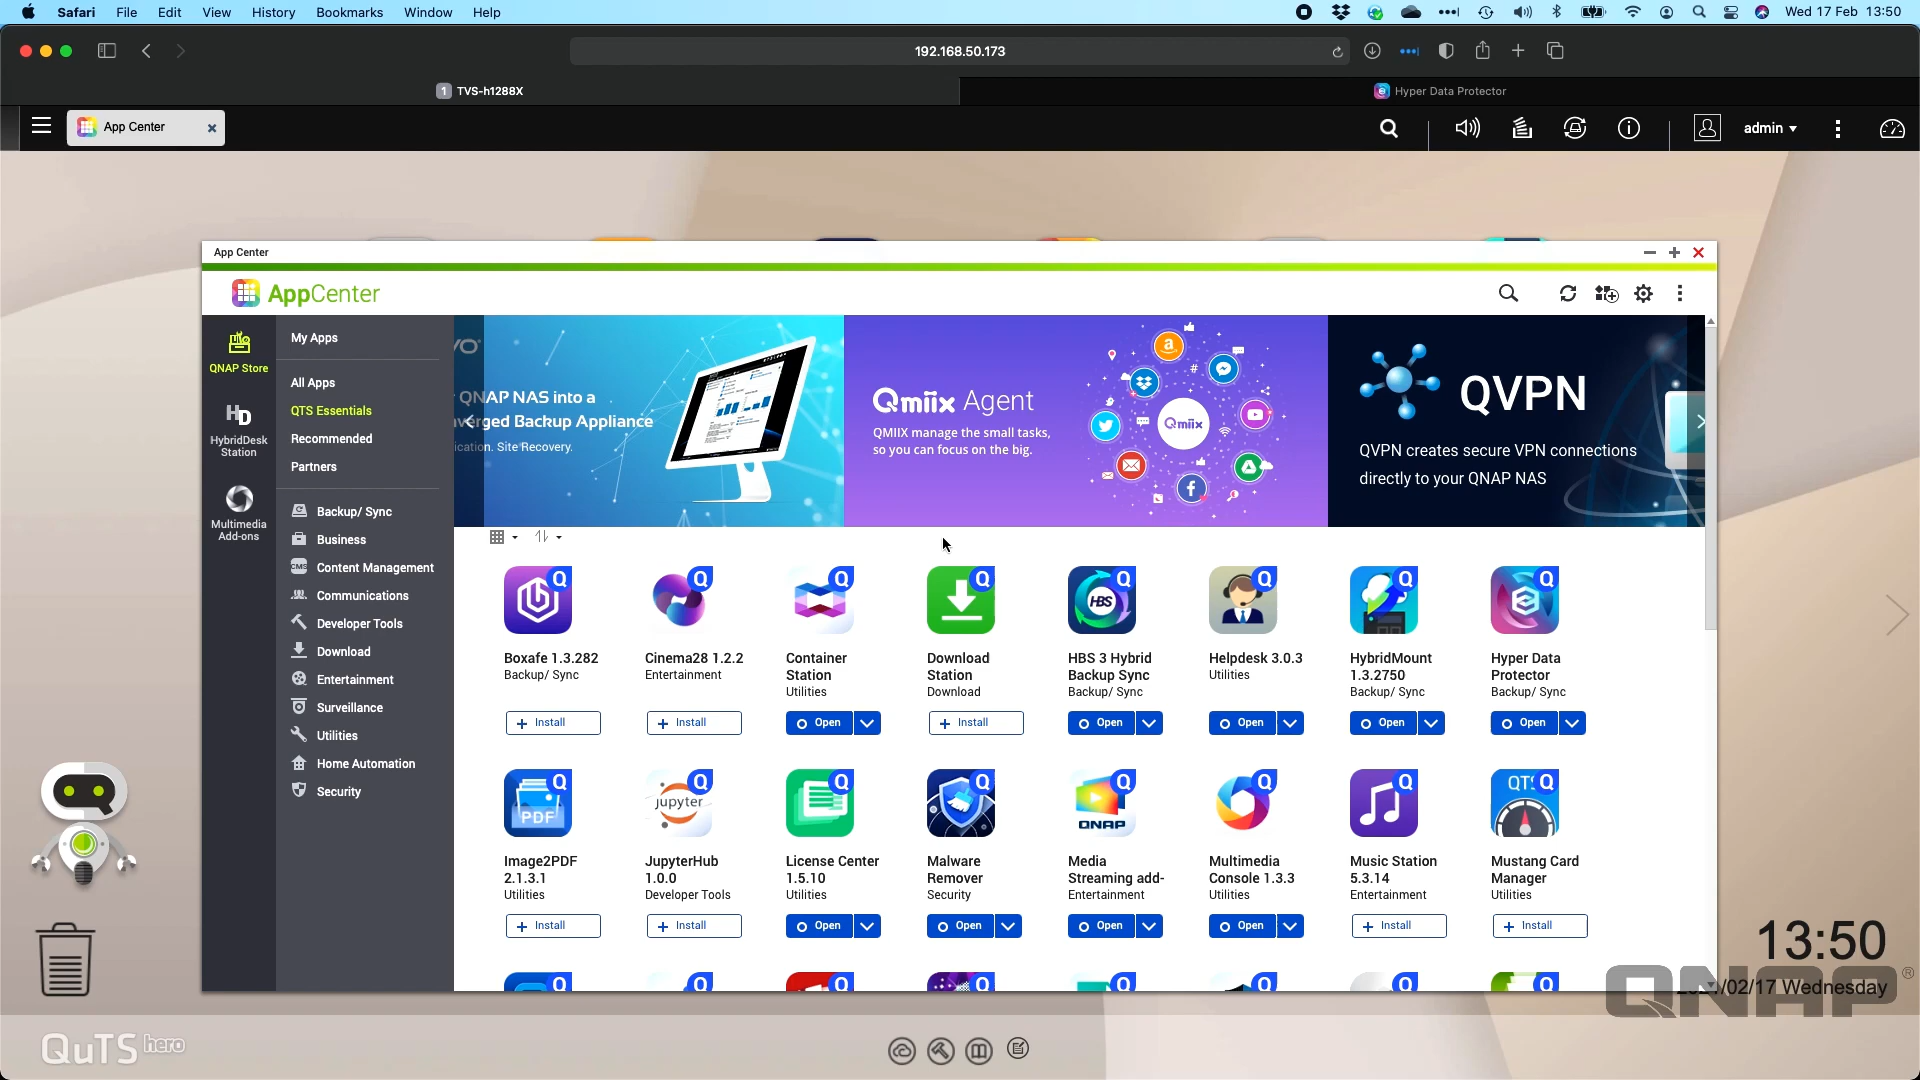 Safari File Edit View History Bookmarks Window Help Wed 17 Feb 13:50
192.168.50.173
1 TVS-h1288X Hyper Data Protector
App Center admin
App Center
AppCenter
QNAP Store
HybridDesk
Station
Multimedia
Add-ons
My Apps
All Apps
QTS Essentials
Recommended
Partners
Backup/ Sync
Business
CMS Content Management
Communications
Developer Tools
Download
Entertainment
Surveillance
Utilities
Home Automation
Security
QNAP NAS into a
erged Backup Appliance
ication. Site Recovery.
Qmiix Agent
QMIIX manage the small tasks,
so you can focus on the big.
Qmiix
QVPN
QVPN creates secure VPN connections
directly to your QNAP NAS
Boxafe 1.3.282
Backup/ Sync
+ Install
Cinema28 1.2.2
Entertainment
+ Install
Container
Station
Utilities
Open
Download
Station
Download
+ Install
HBS
HBS 3 Hybrid
Backup Sync
Backup/ Sync
Open
Helpdesk 3.0.3
Utilities
Open
HybridMount
1.3.2750
Backup/ Sync
Open
Hyper Data
Protector
Backup/ Sync
Open
PDF
Image2PDF
2.1.3.1
Utilities
+ Install
jupyter
JupyterHub
1.0.0
Developer Tools
+ Install
License Center
1.5.10
Utilities
Open
Malware
Remover
Security
Open
QNAP
Media
Streaming add-
Entertainment
Open
Multimedia
Console 1.3.3
Utilities
Open
Music Station
5.3.14
Entertainment
+ Install
QTS
Mustang Card
Manager
Utilities
+ Install
13:50
/02/17 Wednesday
QNAP®
QuTS hero